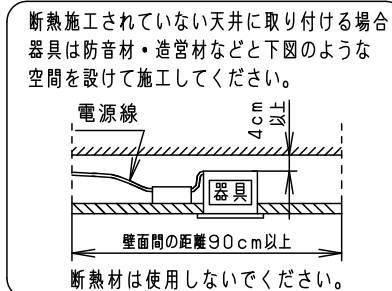 断熱施工されていない天井に取り付ける場合
器具は防音材・造営材などと下図のような
空間を設けて施工してください。
電源線
4cm以上
器具
壁面間の距離90cm以上
断熱材は使用しないでください。